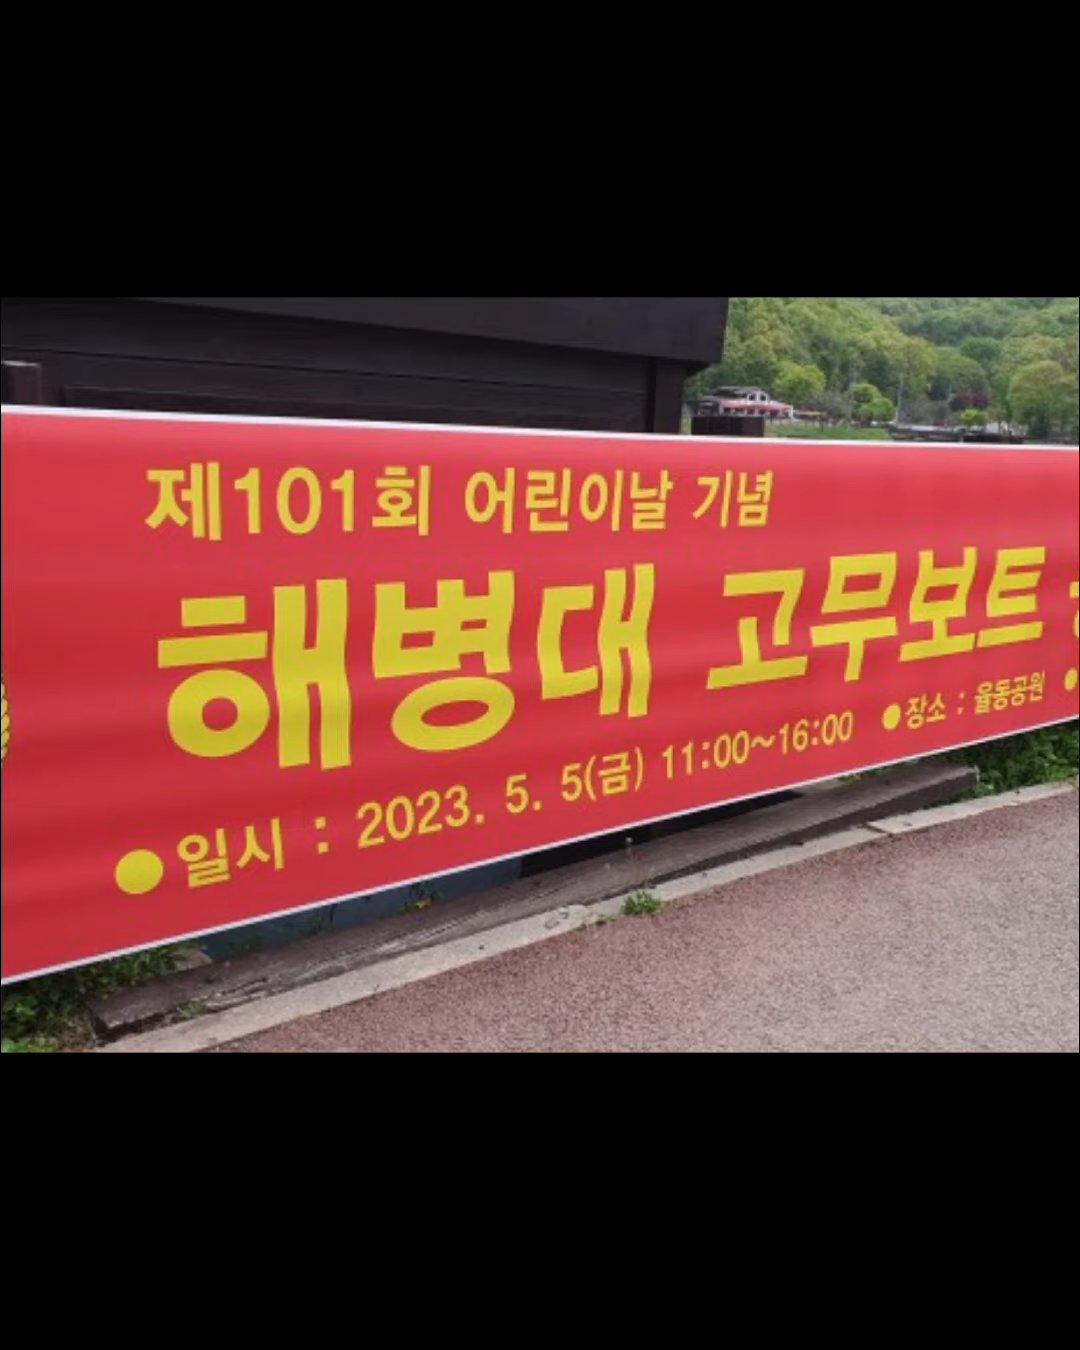 제101회 어린이날 기념
해병대 고무보트
●일시 : 2023. 5. 5(금) 11:00~16:00 ●장소 : 율동공원 ●